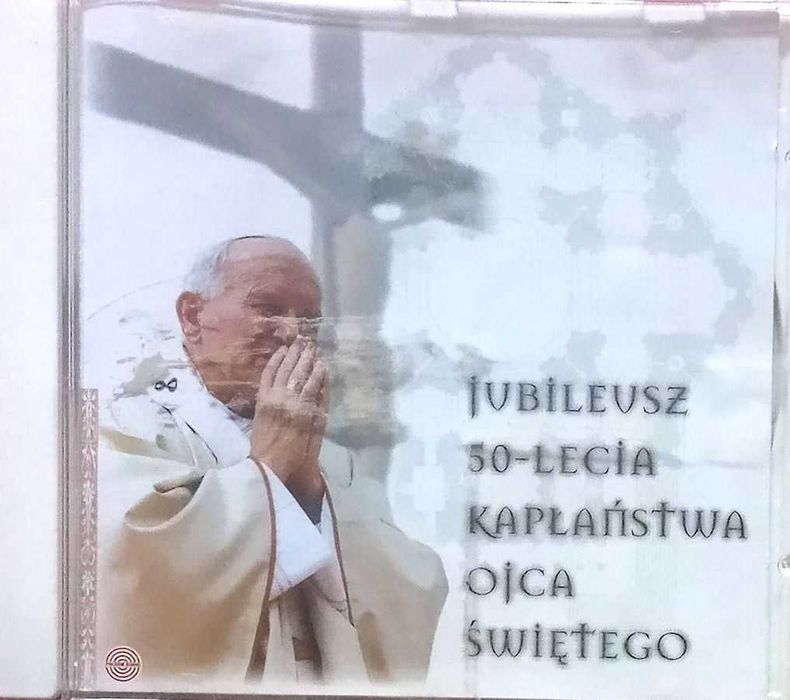 JUBILEUSZ
50-LECIA
KAPŁAŃSTWA
OJCA
ŚWIĘTEGO